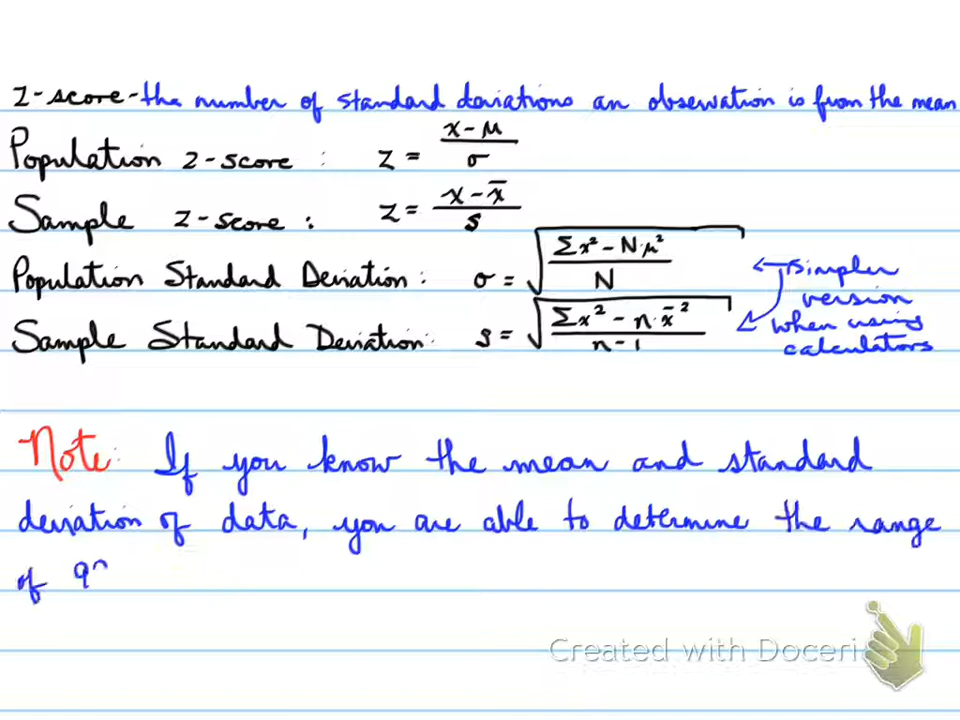 z-score - the number of standard deviations an observation is from the mean
Population z-score : z = (x - μ)/σ
Sample z-score : z = (x - x̄)/s
Population Standard Deviation : σ = √((Σx² - N·μ²)/N)
Sample Standard Deviation : s = √((Σx² - n·x̄²)/(n-1))
simpler
version
when using
calculators
Note: If you know the mean and standard
deviation of data, you are able to determine the range
of 9
Created with Doceri